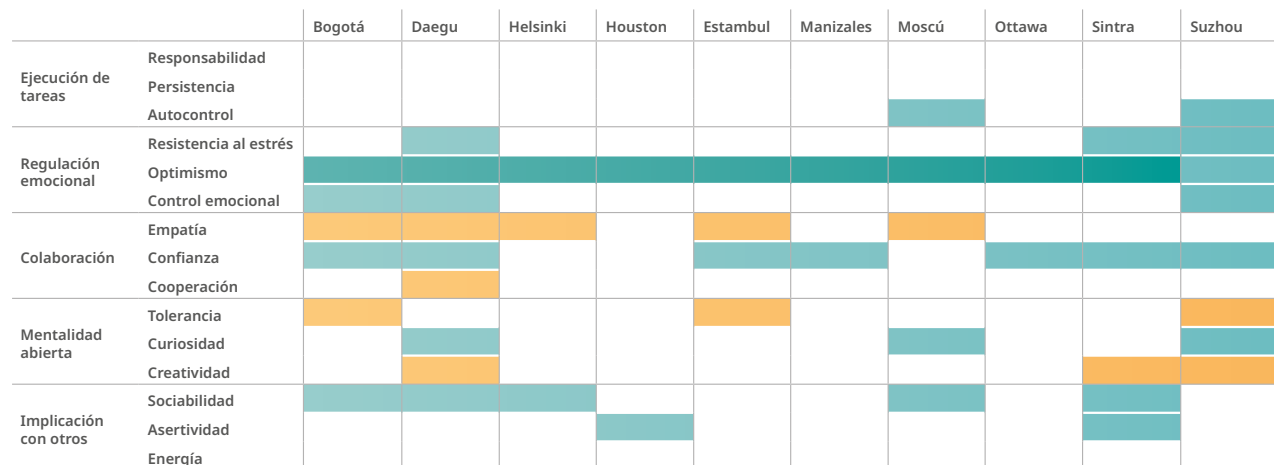 Bogotá Daegu Helsinki Houston Estambul Manizales Moscú Ottawa Sintra Suzhou
Ejecución de
tareas
Responsabilidad
Persistencia
Autocontrol
Regulación
emocional
Resistencia al estrés
Optimismo
Control emocional
Colaboración
Empatía
Confianza
Cooperación
Mentalidad
abierta
Tolerancia
Curiosidad
Creatividad
Implicación
con otros
Sociabilidad
Asertividad
Energía